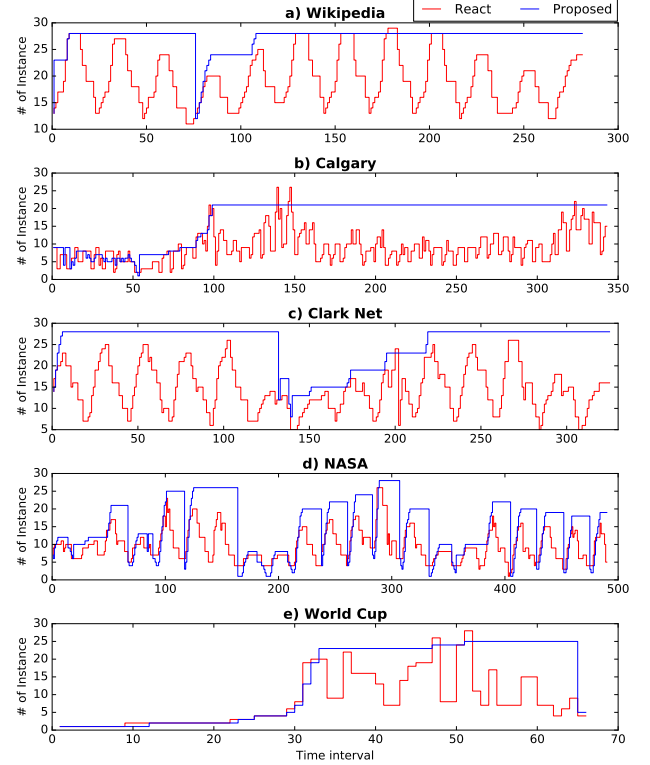 React Proposed
a) Wikipedia
# of Instance
30
25
20
15
10
0 50 100 150 200 250 300
b) Calgary
# of Instance
30
25
20
15
10
5
0
0 50 100 150 200 250 300 350
c) Clark Net
# of Instance
30
25
20
15
10
5
0 50 100 150 200 250 300
d) NASA
# of Instance
30
25
20
15
10
5
0
0 100 200 300 400 500
e) World Cup
# of Instance
30
25
20
15
10
5
0
0 10 20 30 40 50 60 70
Time interval